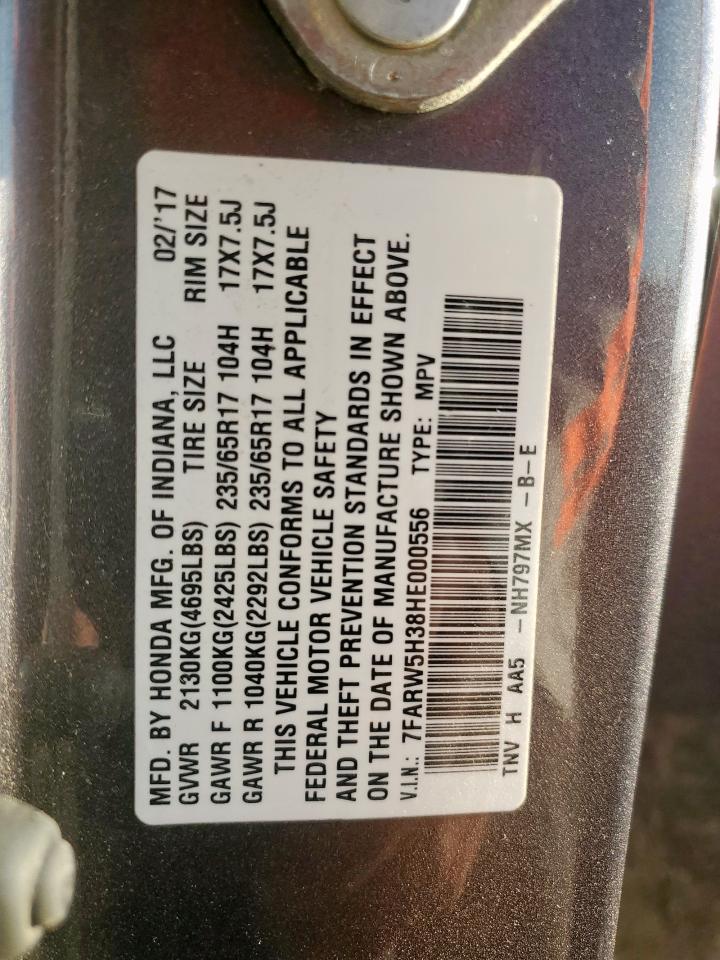 MFD. BY HONDA MFG. OF INDIANA, LLC 02/'17
GVWR 2130KG(4695LBS) TIRE SIZE RIM SIZE
GAWR F 1100KG(2425LBS) 235/65R17 104H 17X7.5J
GAWR R 1040KG(2292LBS) 235/65R17 104H 17X7.5J
THIS VEHICLE CONFORMS TO ALL APPLICABLE
FEDERAL MOTOR VEHICLE SAFETY
AND THEFT PREVENTION STANDARDS IN EFFECT
ON THE DATE OF MANUFACTURE SHOWN ABOVE.
V.I.N.: 7FARW5H38HE000556 TYPE: MPV
TNV H AA5 -NH797MX -B-E